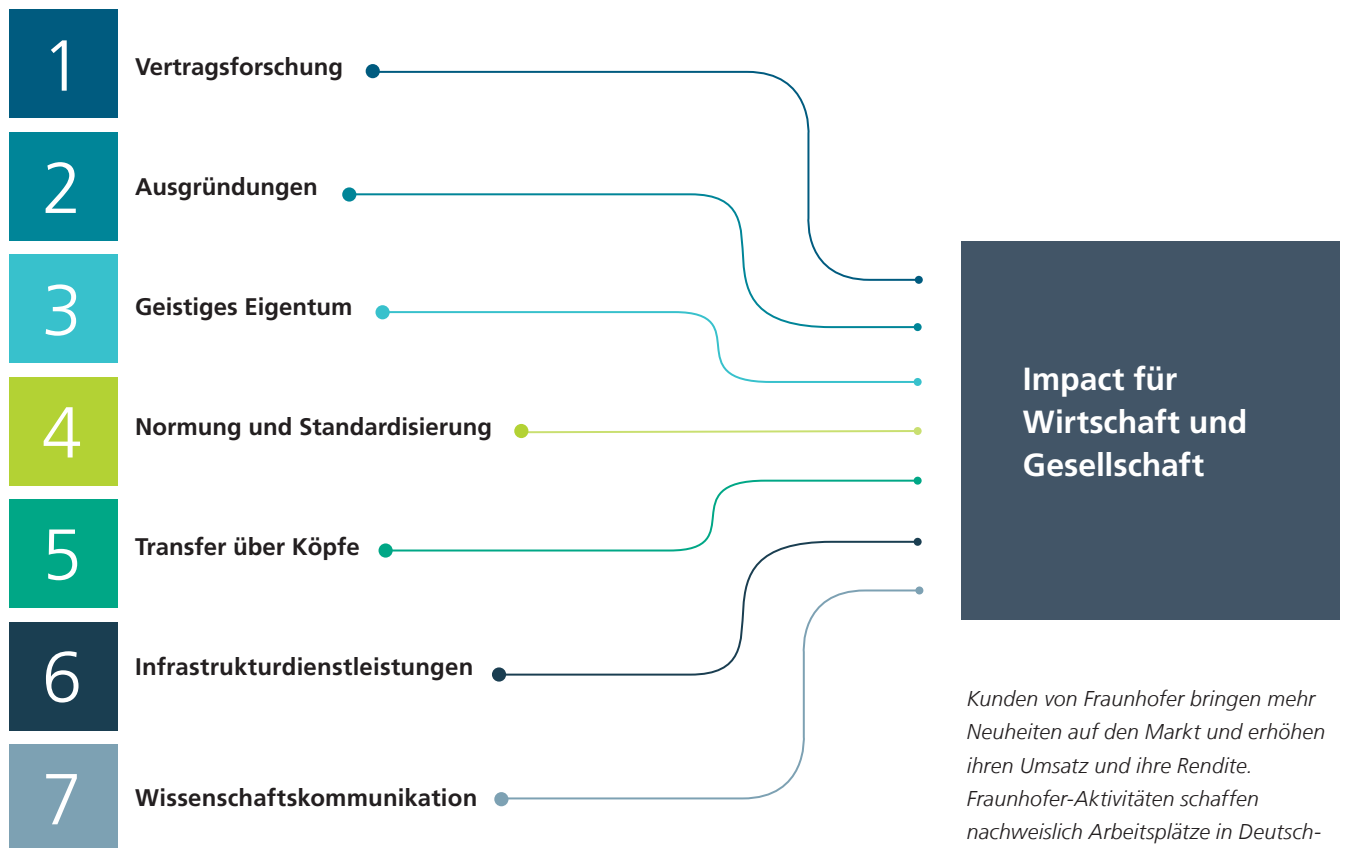 1
Vertragsforschung
2
Ausgründungen
3
Geistiges Eigentum
4
Normung und Standardisierung
5
Transfer über Köpfe
6
Infrastrukturdienstleistungen
7
Wissenschaftskommunikation
Impact für
Wirtschaft und
Gesellschaft
Kunden von Fraunhofer bringen mehr
Neuheiten auf den Markt und erhöhen
ihren Umsatz und ihre Rendite.
Fraunhofer-Aktivitäten schaffen
nachweislich Arbeitsplätze in Deutsch-